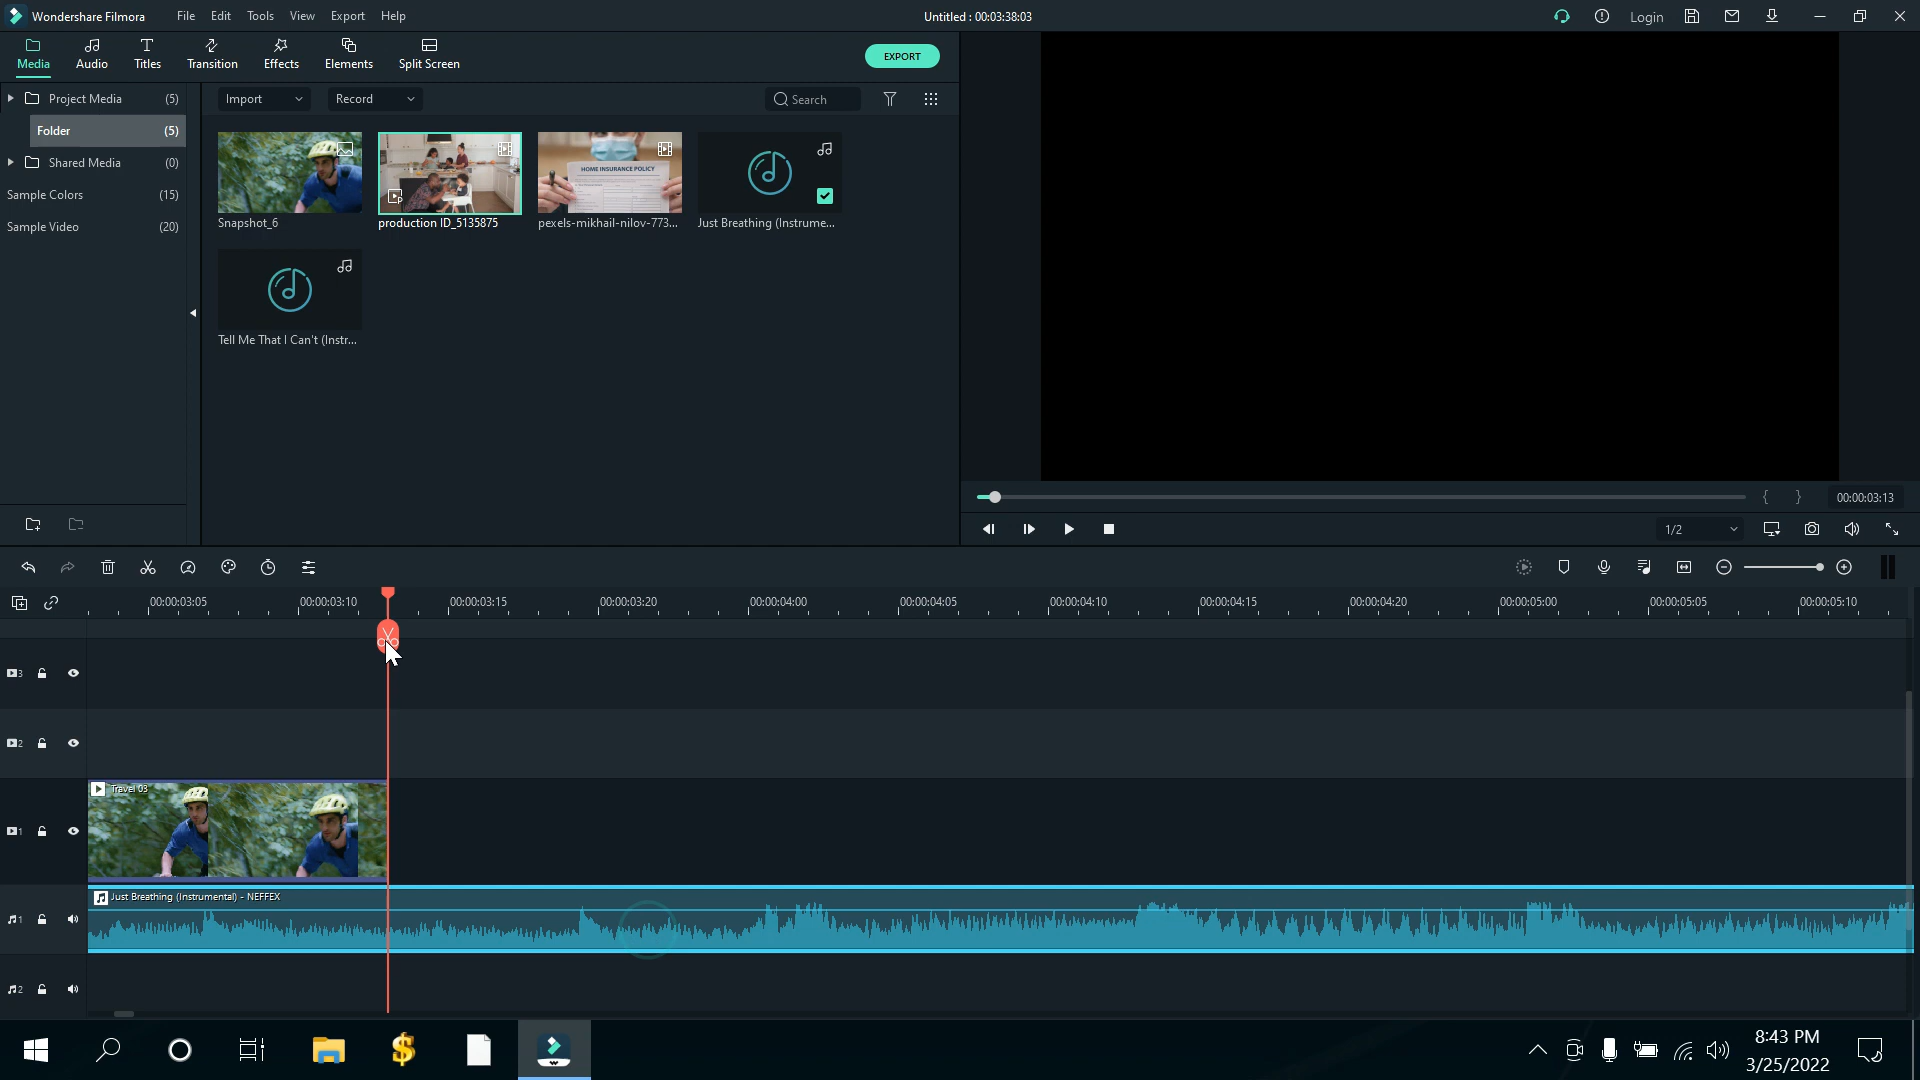 Wondershare Filmora File Edit Tools View Export Help Untitled : 00:03:38:03 Login
Media Audio Titles Transition Effects Elements Split Screen EXPORT
Project Media (5) Import Record Search
Folder (5)
Shared Media (0)
Sample Colors (15)
Sample Video (20)
HOME INSURANCE POLICY
Snapshot_6 production ID_5135875 pexels-mikhail-nilov-773... Just Breathing (Instrume...
Tell Me That I Can't (Instr...
{ } 00:00:03:13
1/2
00:00:03:05 00:00:03:10 00:00:03:15 00:00:03:20 00:00:04:00 00:00:04:05 00:00:04:10 00:00:04:15 00:00:04:20 00:00:05:00 00:00:05:05 00:00:05:10
3
2
1
Travel 03
1
Just Breathing (Instrumental) - NEFFEX
2
8:43 PM
3/25/2022